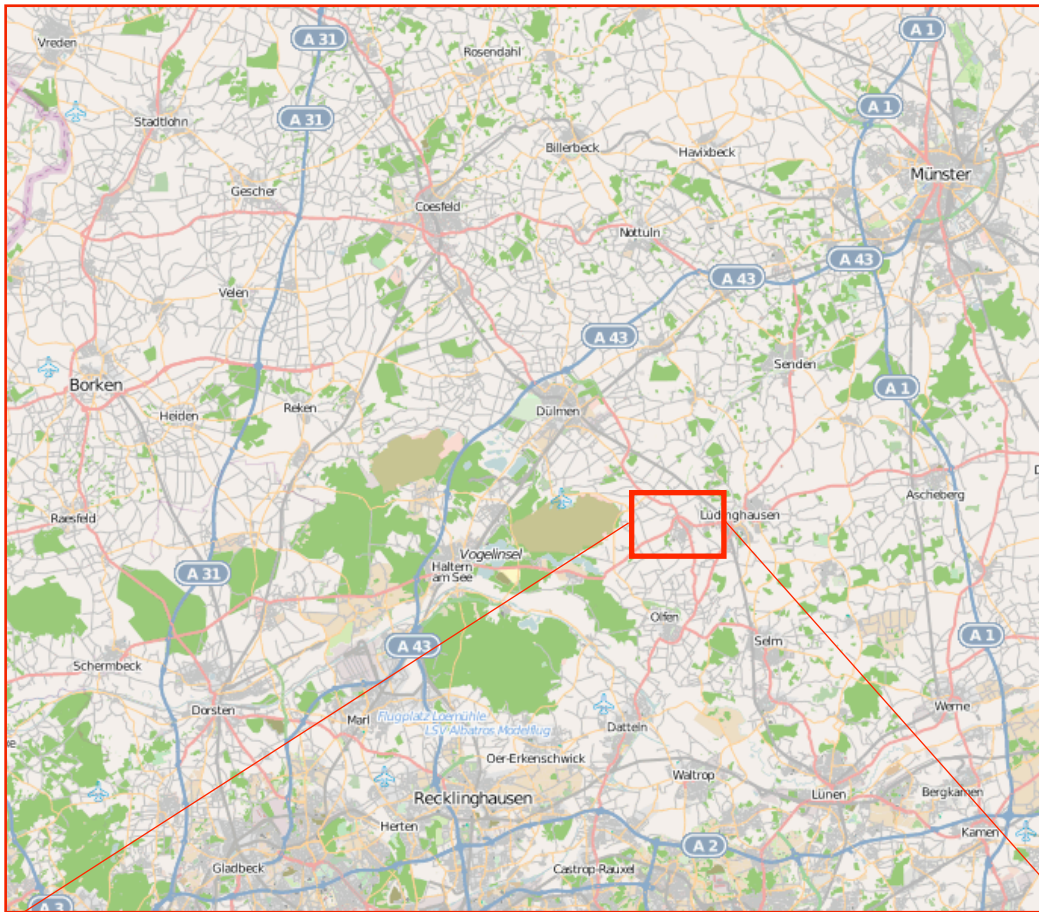 A 31
A 1
Vreden
Rosendahl
A 31
A 1
Stadtlohn
Billerbeck
Havixbeck
Münster
Gescher
Coesfeld
Nottuln
A 43
A 43
Velen
A 43
Senden
Borken
A 1
Heiden
Reken
Dülmen
Ascheberg
Raesfeld
Lüdinghausen
Vogelinsel
Haltern
am See
A 31
Olfen
A 1
Schermbeck
A 43
Selm
Dorsten
Marl
Flugplatz Loemühle
LSV Albatros Modellflug
Datteln
Werne
Oer-Erkenschwick
Waltrop
Recklinghausen
Lünen
Bergkamen
Herten
Kamen
A 2
Gladbeck
Castrop-Rauxel
A 3